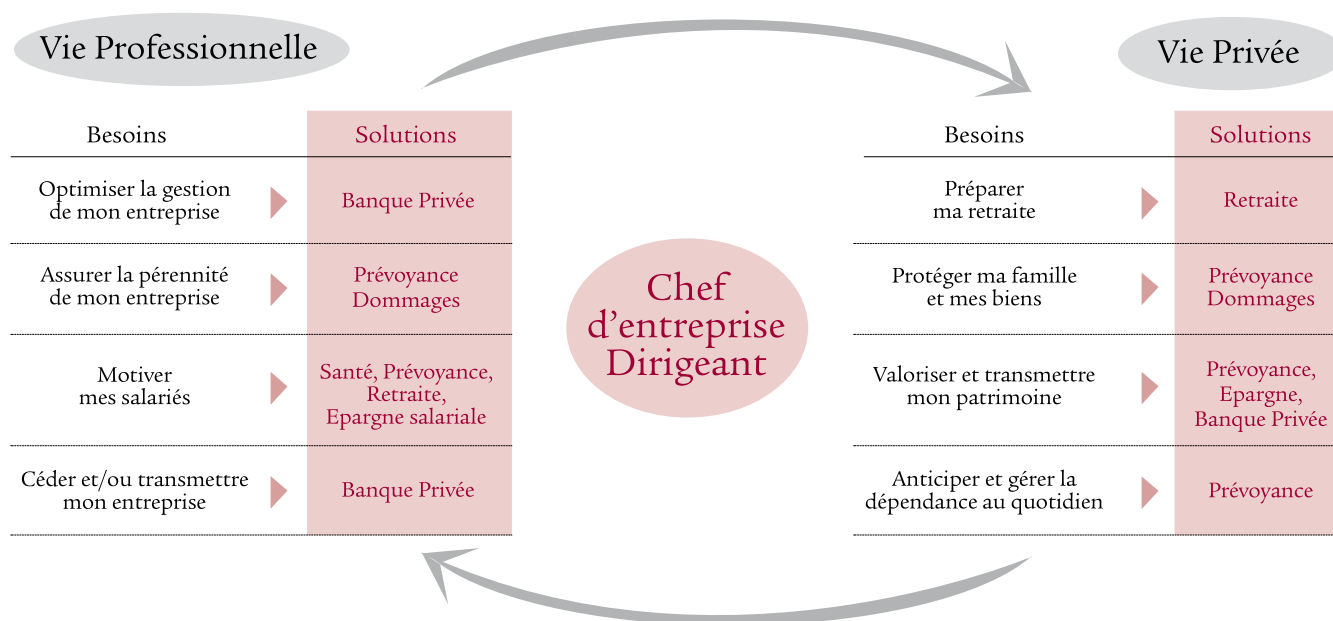 Vie Professionnelle
Besoins
Solutions
Optimiser la gestion
de mon entreprise
Banque Privée
Assurer la pérennité
de mon entreprise
Prévoyance
Dommages
Motiver
mes salariés
Santé, Prévoyance,
Retraite,
Epargne salariale
Céder et/ou transmettre
mon entreprise
Banque Privée
Chef
d'entreprise
Dirigeant
Vie Privée
Besoins
Solutions
Préparer
ma retraite
Retraite
Protéger ma famille
et mes biens
Prévoyance
Dommages
Valoriser et transmettre
mon patrimoine
Prévoyance,
Epargne,
Banque Privée
Anticiper et gérer la
dépendance au quotidien
Prévoyance